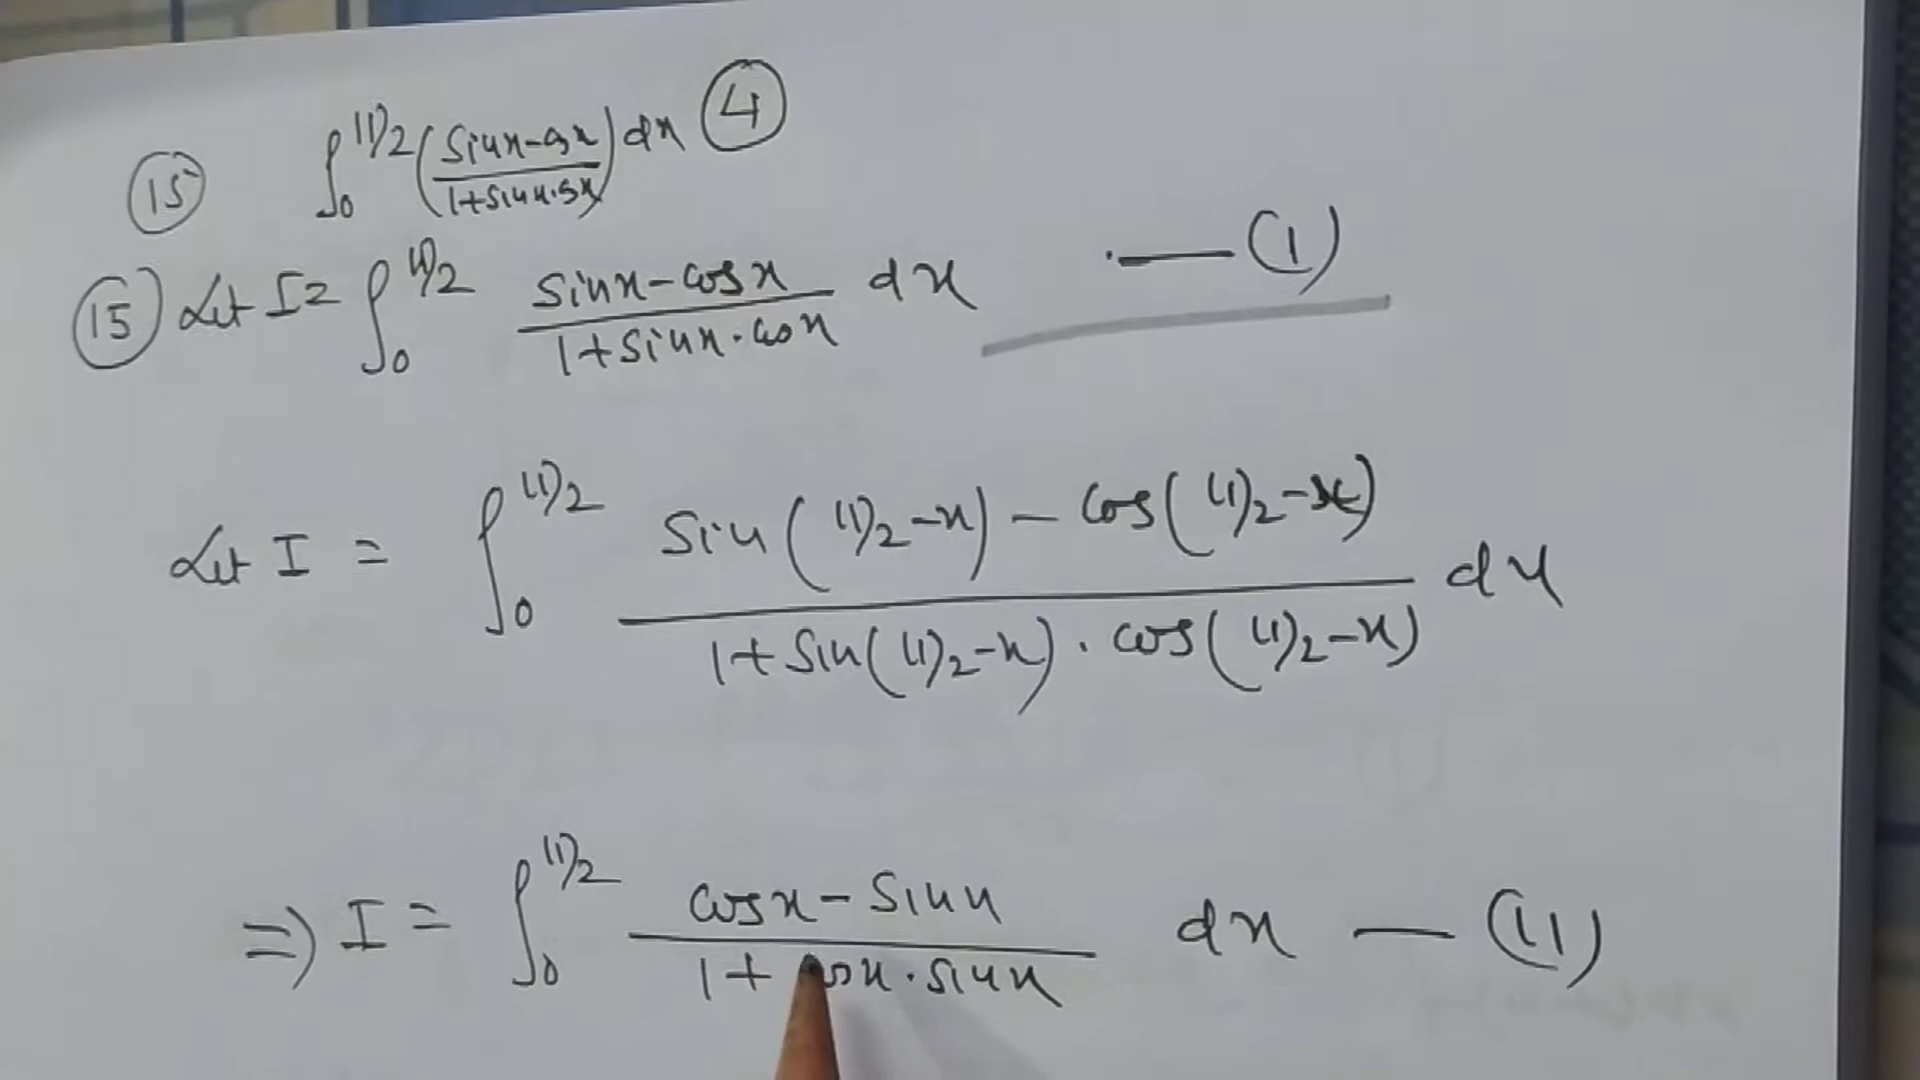 (15) ∫₀^{π/2} (sinx-cosx / 1+sinx.cosx) dx (4)
(15) Let I = ∫₀^{π/2} sinx-cosx / 1+sinx.cosx dx — (1)
Let I = ∫₀^{π/2} sin(π/2-x) - cos(π/2-x) / 1+sin(π/2-x).cos(π/2-x) dx
⇒ I = ∫₀^{π/2} cosx-sinx / 1+cosx.sinx dx — (11)